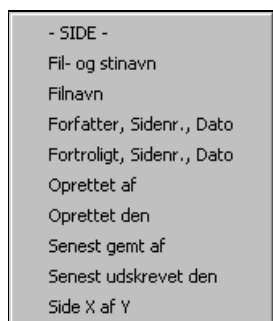 - SIDE -
Fil- og stinavn
Filnavn
Forfatter, Sidenr., Dato
Fortroligt, Sidenr., Dato
Oprettet af
Oprettet den
Senest gemt af
Senest udskrevet den
Side X af Y